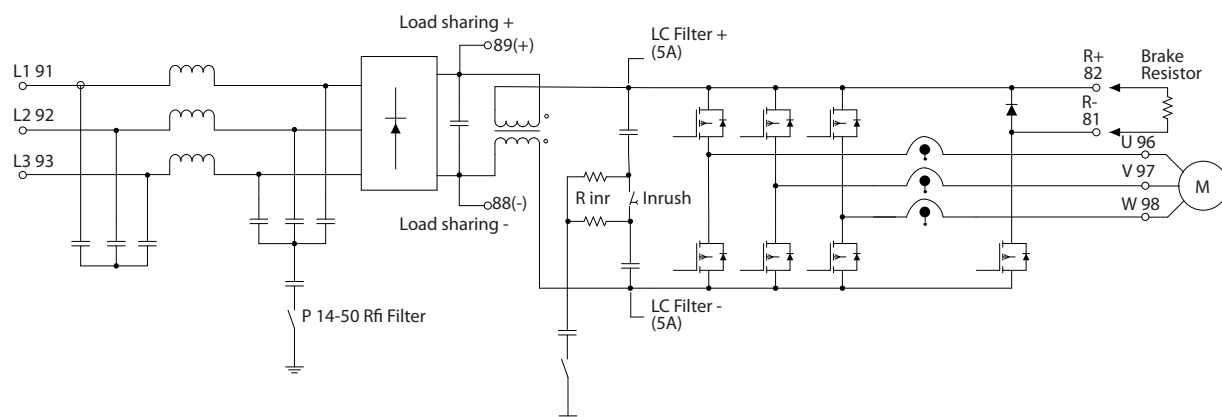 Load sharing +
89(+)
LC Filter +
(5A)
R+
82
Brake
Resistor
R-
81
L1 91
L2 92
L3 93
U 96
V 97
W 98
M
R inr
Inrush
88(-)
Load sharing -
LC Filter -
(5A)
P 14-50 Rfi Filter